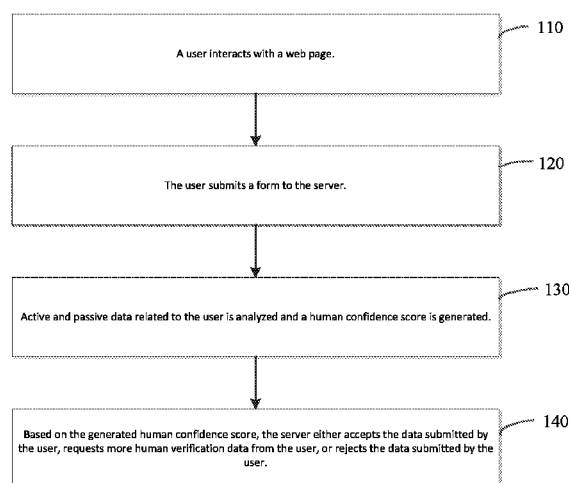 110
A user interacts with a web page.
120
The user submits a form to the server.
130
Active and passive data related to the user is analyzed and a human confidence score is generated.
140
Based on the generated human confidence score, the server either accepts the data submitted by
the user, requests more human verification data from the user, or rejects the data submitted by the
user.